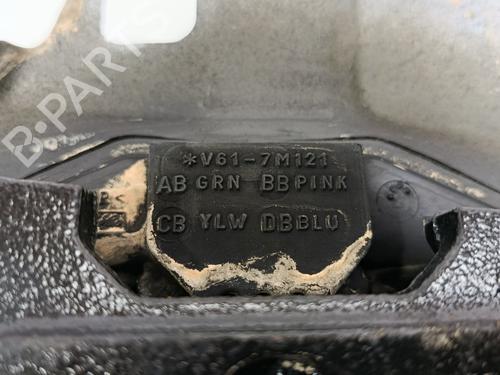 B-PARTS
*V61-7M121
AB GRN BB PINK
CB YLW DB BLU